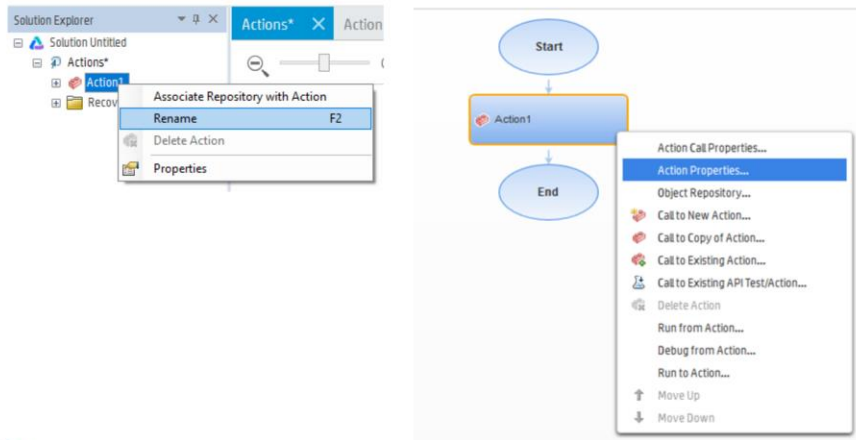 Solution Explorer
Actions*
Action
Solution Untitled
Actions*
Action1
Recov
Associate Repository with Action
Rename F2
Delete Action
Properties
Start
Action1
End
Action Call Properties...
Action Properties...
Object Repository...
Call to New Action...
Call to Copy of Action...
Call to Existing Action...
Call to Existing API Test/Action...
Delete Action
Run from Action...
Debug from Action...
Run to Action...
Move Up
Move Down